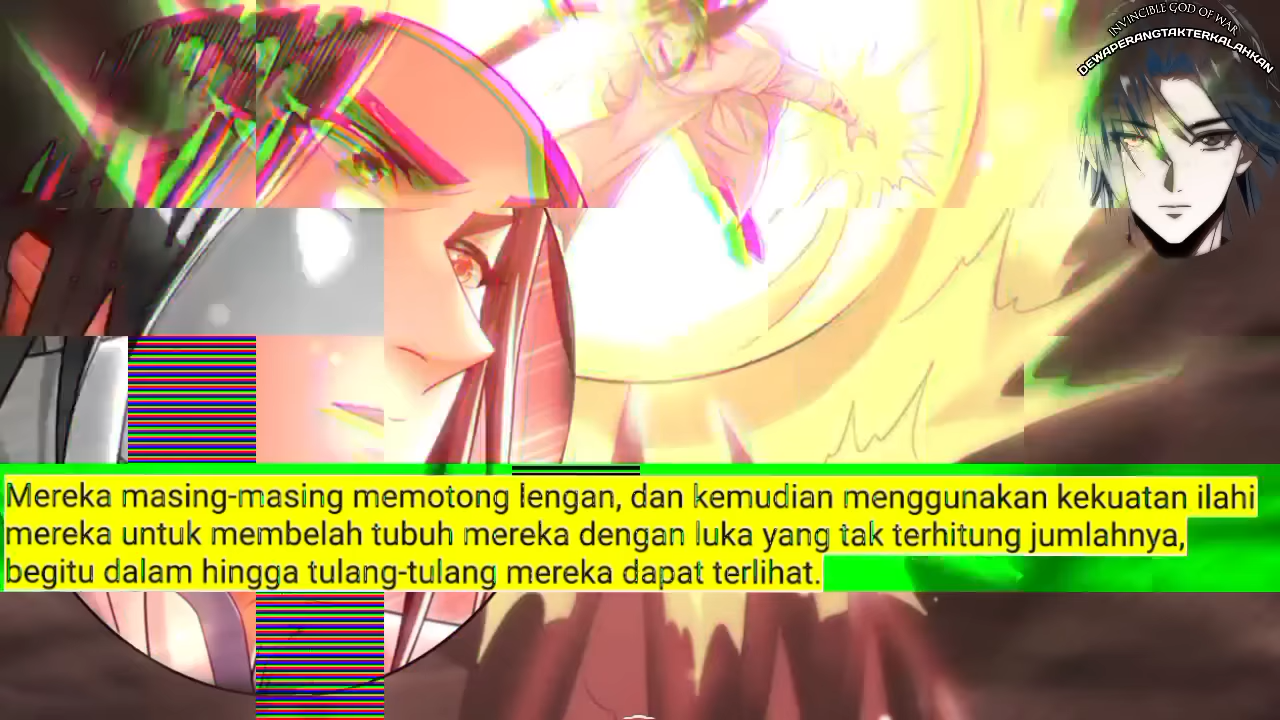 INVINCIBLE GOD OF WAR
DEWAPERANGTAKTERKALAHKAN
Mereka masing-masing memotong lengan, dan kemudian menggunakan kekuatan ilahi
mereka untuk membelah tubuh mereka dengan luka yang tak terhitung jumlahnya,
begitu dalam hingga tulang-tulang mereka dapat terlihat.